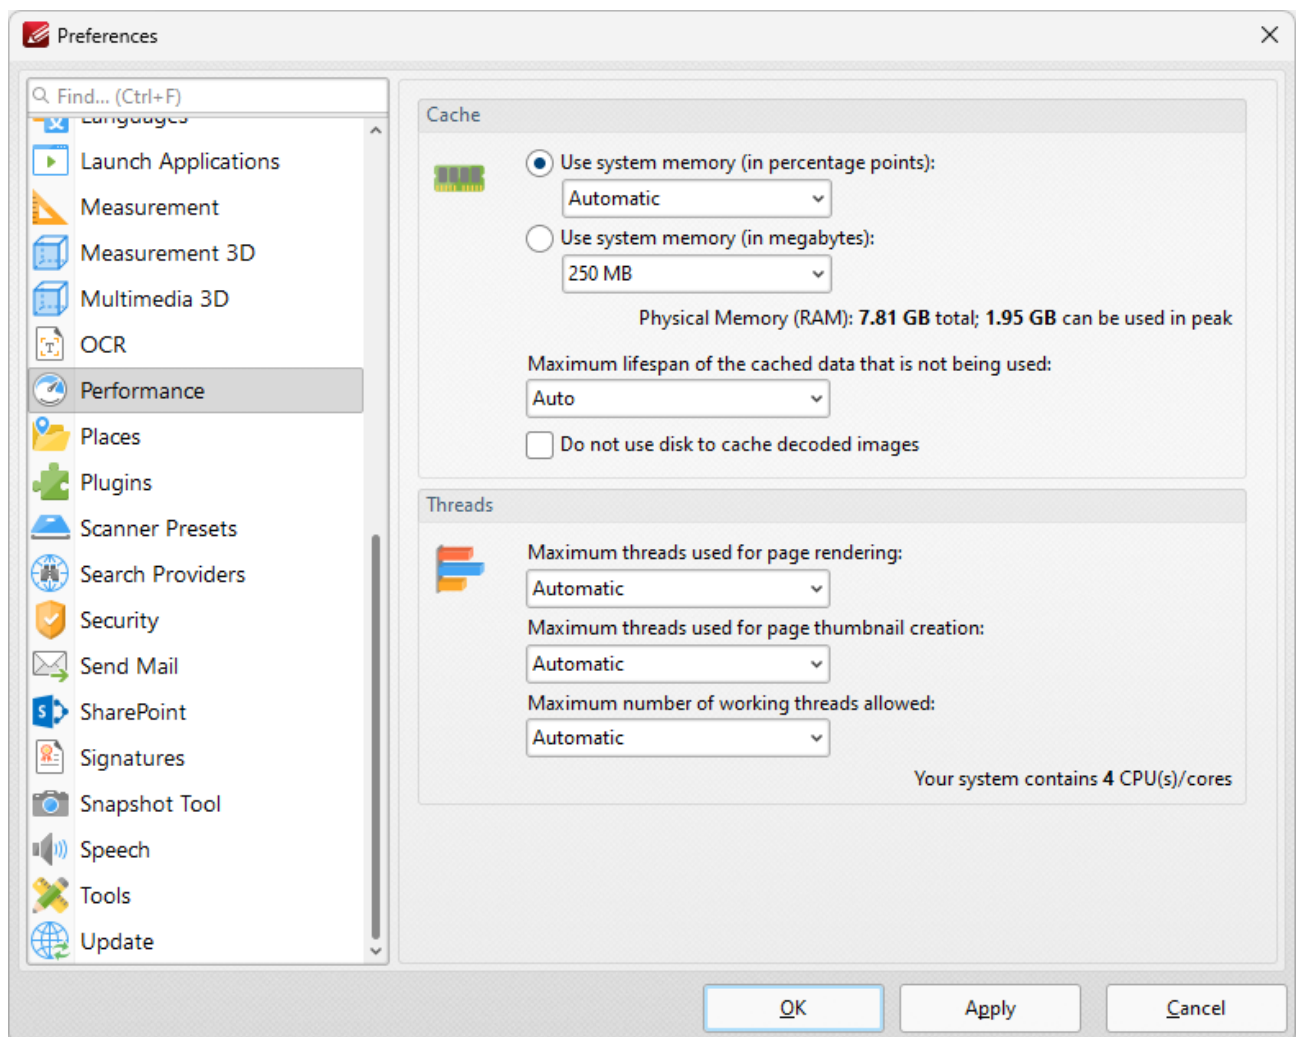 Preferences
Find... (Ctrl+F)
Languages
Launch Applications
Measurement
Measurement 3D
Multimedia 3D
OCR
Performance
Places
Plugins
Scanner Presets
Search Providers
Security
Send Mail
SharePoint
Signatures
Snapshot Tool
Speech
Tools
Update
Cache
Use system memory (in percentage points):
Automatic
Use system memory (in megabytes):
250 MB
Physical Memory (RAM): 7.81 GB total; 1.95 GB can be used in peak
Maximum lifespan of the cached data that is not being used:
Auto
Do not use disk to cache decoded images
Threads
Maximum threads used for page rendering:
Automatic
Maximum threads used for page thumbnail creation:
Automatic
Maximum number of working threads allowed:
Automatic
Your system contains 4 CPU(s)/cores
OK
Apply
Cancel